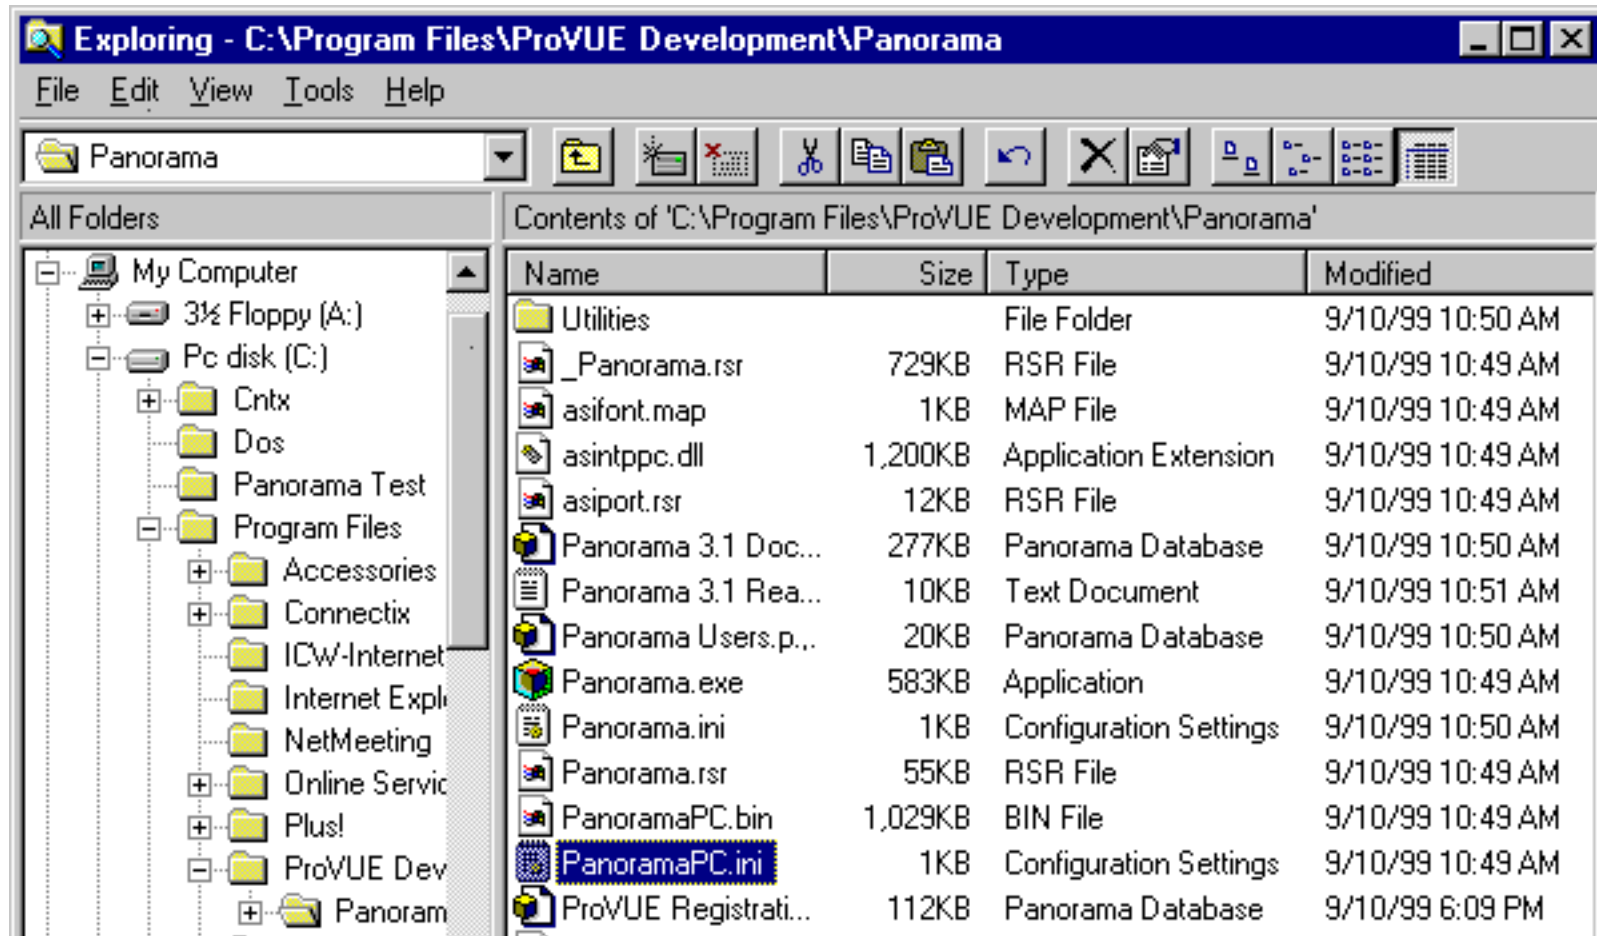 Exploring - C:\Program Files\ProVUE Development\Panorama
File Edit View Tools Help
Panorama
All Folders
Contents of 'C:\Program Files\ProVUE Development\Panorama'
My Computer
3½ Floppy (A:)
Pc disk (C:)
Cntx
Dos
Panorama Test
Program Files
Accessories
Connectix
ICW-Internet
Internet Explo
NetMeeting
Online Servic
Plus!
ProVUE Dev
Panoram
Name Size Type Modified
Utilities File Folder 9/10/99 10:50 AM
_Panorama.rsr 729KB RSR File 9/10/99 10:49 AM
asifont.map 1KB MAP File 9/10/99 10:49 AM
asintppc.dll 1,200KB Application Extension 9/10/99 10:49 AM
asiport.rsr 12KB RSR File 9/10/99 10:49 AM
Panorama 3.1 Doc... 277KB Panorama Database 9/10/99 10:50 AM
Panorama 3.1 Rea... 10KB Text Document 9/10/99 10:51 AM
Panorama Users.p... 20KB Panorama Database 9/10/99 10:50 AM
Panorama.exe 583KB Application 9/10/99 10:49 AM
Panorama.ini 1KB Configuration Settings 9/10/99 10:50 AM
Panorama.rsr 55KB RSR File 9/10/99 10:49 AM
PanoramaPC.bin 1,029KB BIN File 9/10/99 10:49 AM
PanoramaPC.ini 1KB Configuration Settings 9/10/99 10:49 AM
ProVUE Registrati... 112KB Panorama Database 9/10/99 6:09 PM